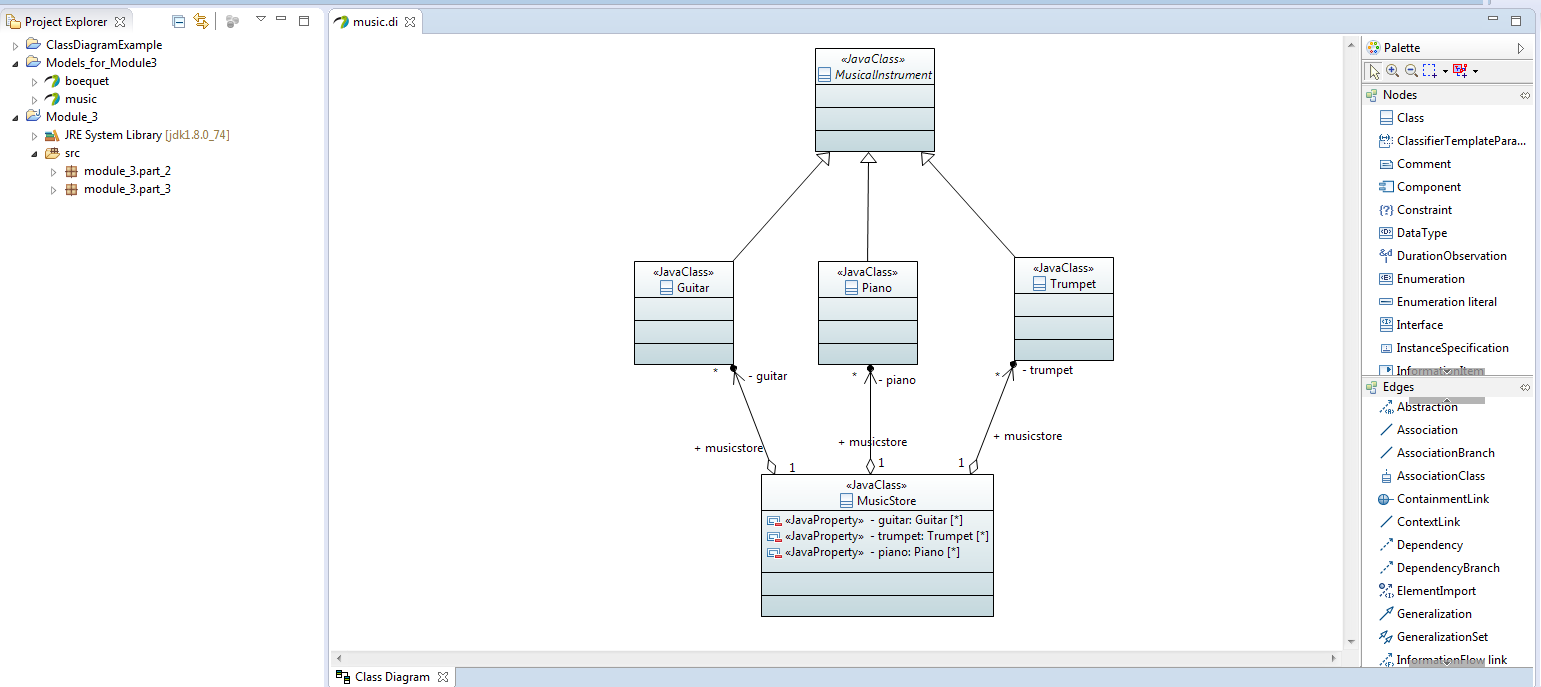 Project Explorer
ClassDiagramExample
Models_for_Module3
boequet
music
Module_3
JRE System Library [jdk1.8.0_74]
src
module_3.part_2
module_3.part_3
music.di
«JavaClass»
MusicalInstrument
«JavaClass»
Guitar
«JavaClass»
Piano
«JavaClass»
Trumpet
* - guitar
* - piano
* - trumpet
+ musicstore
+ musicstore
+ musicstore
1
1
1
«JavaClass»
MusicStore
«JavaProperty» - guitar: Guitar [*]
«JavaProperty» - trumpet: Trumpet [*]
«JavaProperty» - piano: Piano [*]
Class Diagram
Palette
Nodes
Class
ClassifierTemplatePara...
Comment
Component
Constraint
DataType
DurationObservation
Enumeration
Enumeration literal
Interface
InstanceSpecification
InformationItem
Edges
Abstraction
Association
AssociationBranch
AssociationClass
ContainmentLink
ContextLink
Dependency
DependencyBranch
ElementImport
Generalization
GeneralizationSet
InformationFlow link